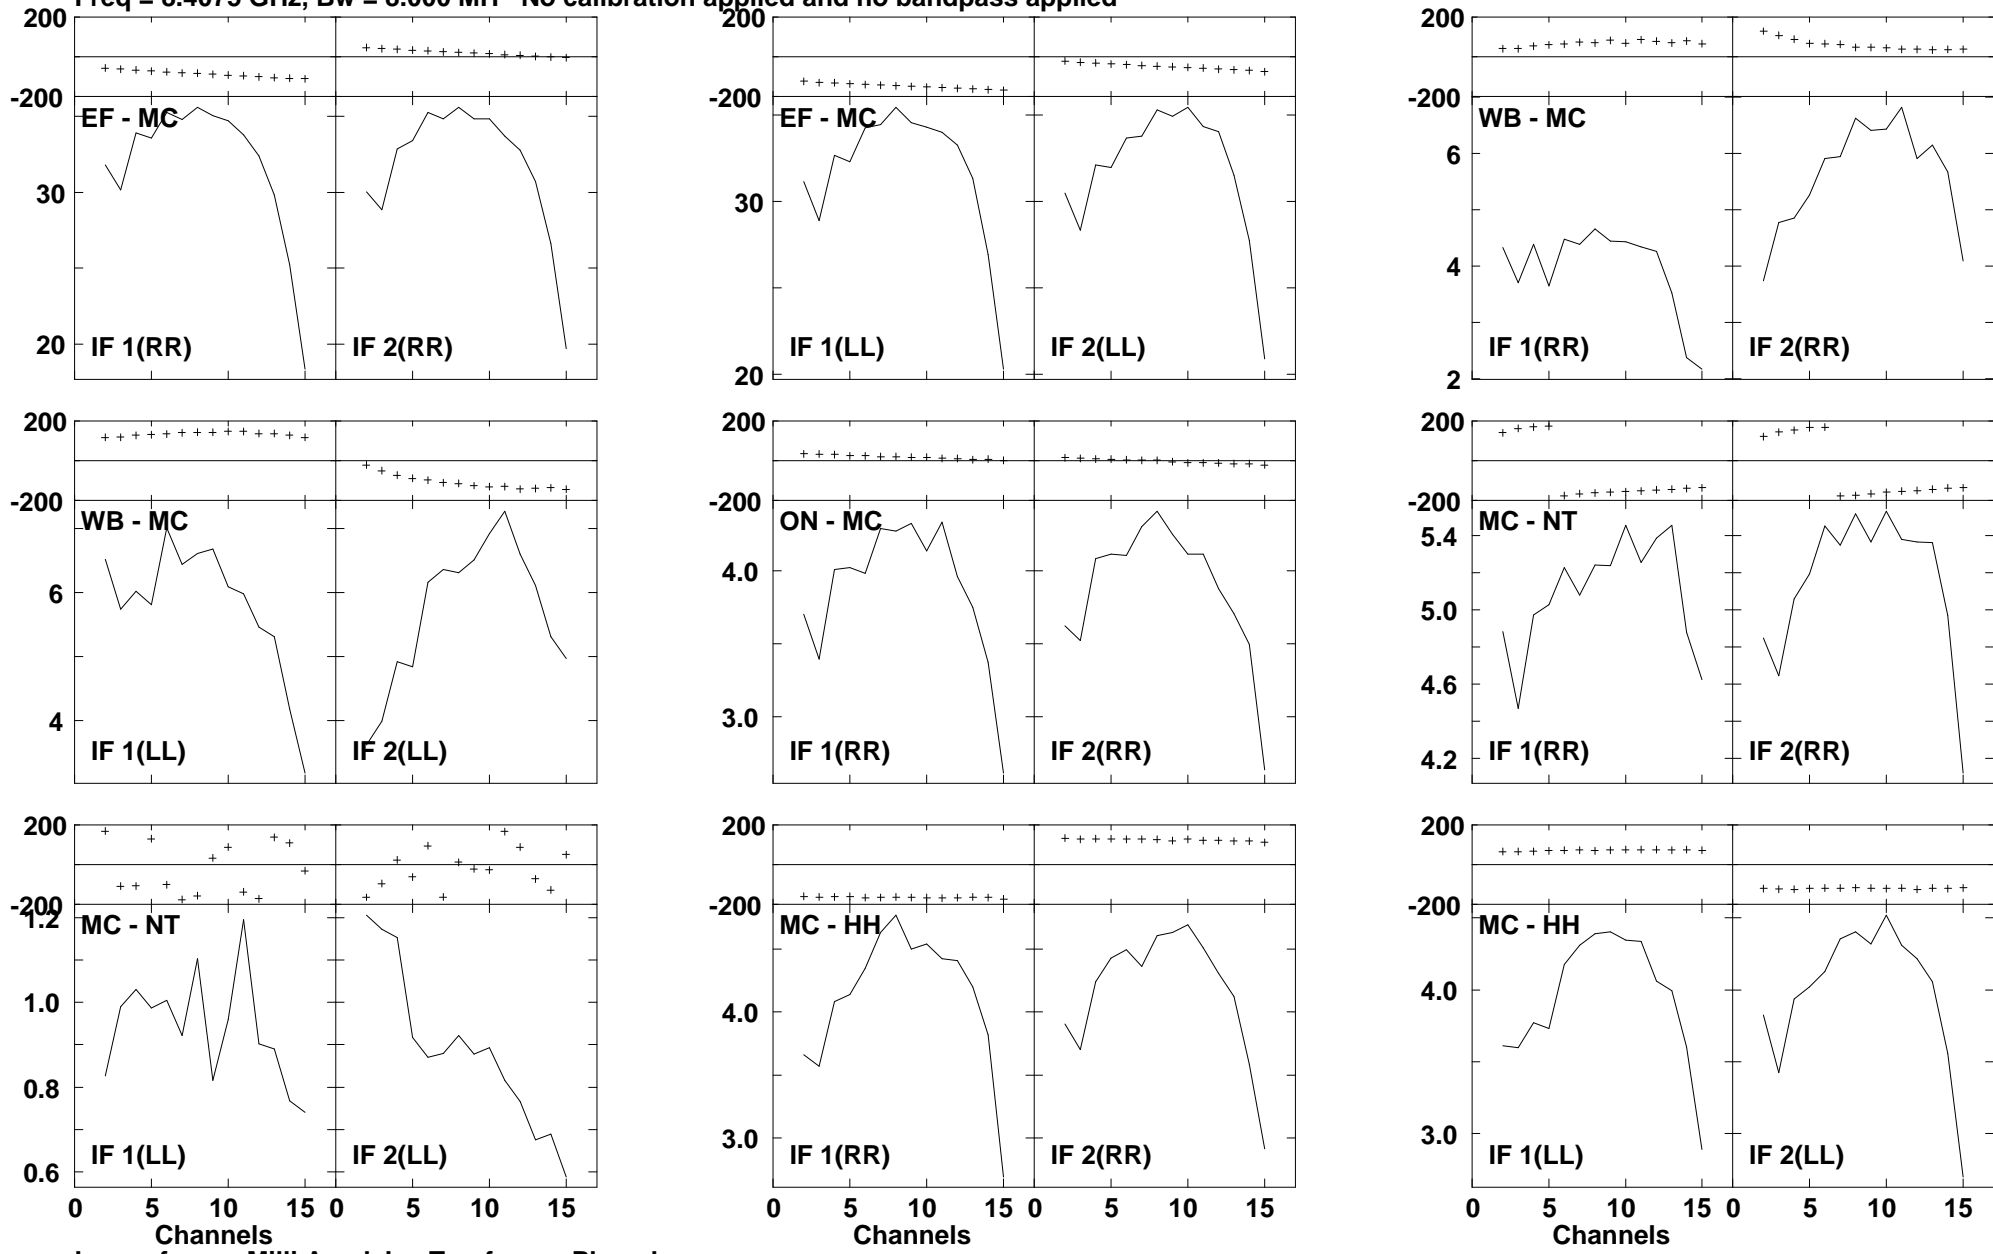 Freq = 8.4075 GHz, Bw = 8.000 MH No calibration applied and no bandpass applied
200
-200
EF - MC
30
20
IF 1(RR)
IF 2(RR)
EF - MC
30
20
IF 1(LL)
IF 2(LL)
200
-200
WB - MC
6
4
2
IF 1(RR)
IF 2(RR)
200
-200
WB - MC
6
4
IF 1(LL)
IF 2(LL)
ON - MC
4.0
3.0
IF 1(RR)
IF 2(RR)
200
-200
MC - NT
5.4
5.0
4.6
4.2
IF 1(RR)
IF 2(RR)
200
-200
1.2
MC - NT
1.0
0.8
0.6
IF 1(LL)
IF 2(LL)
0 5 10 15 0 5 10 15
Channels
200
-200
MC - HH
4.0
3.0
IF 1(RR)
IF 2(RR)
0 5 10 15 0 5 10 15
Channels
200
-200
MC - HH
4.0
3.0
IF 1(LL)
IF 2(LL)
0 5 10 15 0 5 10 15
Channels